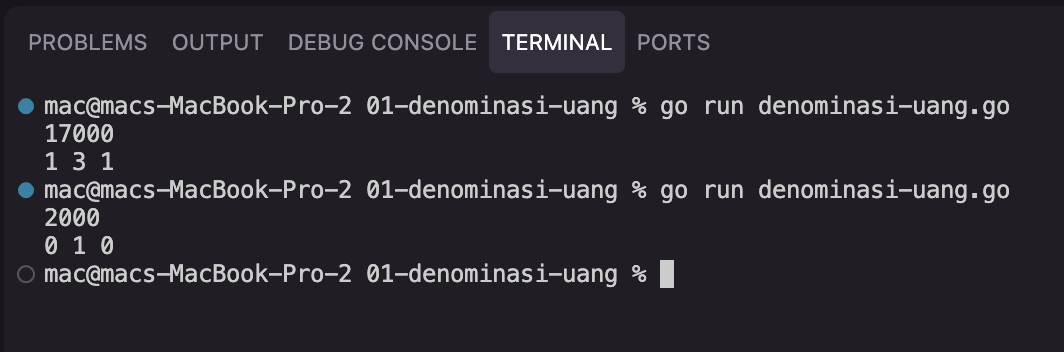 PROBLEMS OUTPUT DEBUG CONSOLE TERMINAL PORTS
mac@macs-MacBook-Pro-2 01-denominasi-uang % go run denominasi-uang.go
17000
1 3 1
mac@macs-MacBook-Pro-2 01-denominasi-uang % go run denominasi-uang.go
2000
0 1 0
mac@macs-MacBook-Pro-2 01-denominasi-uang %